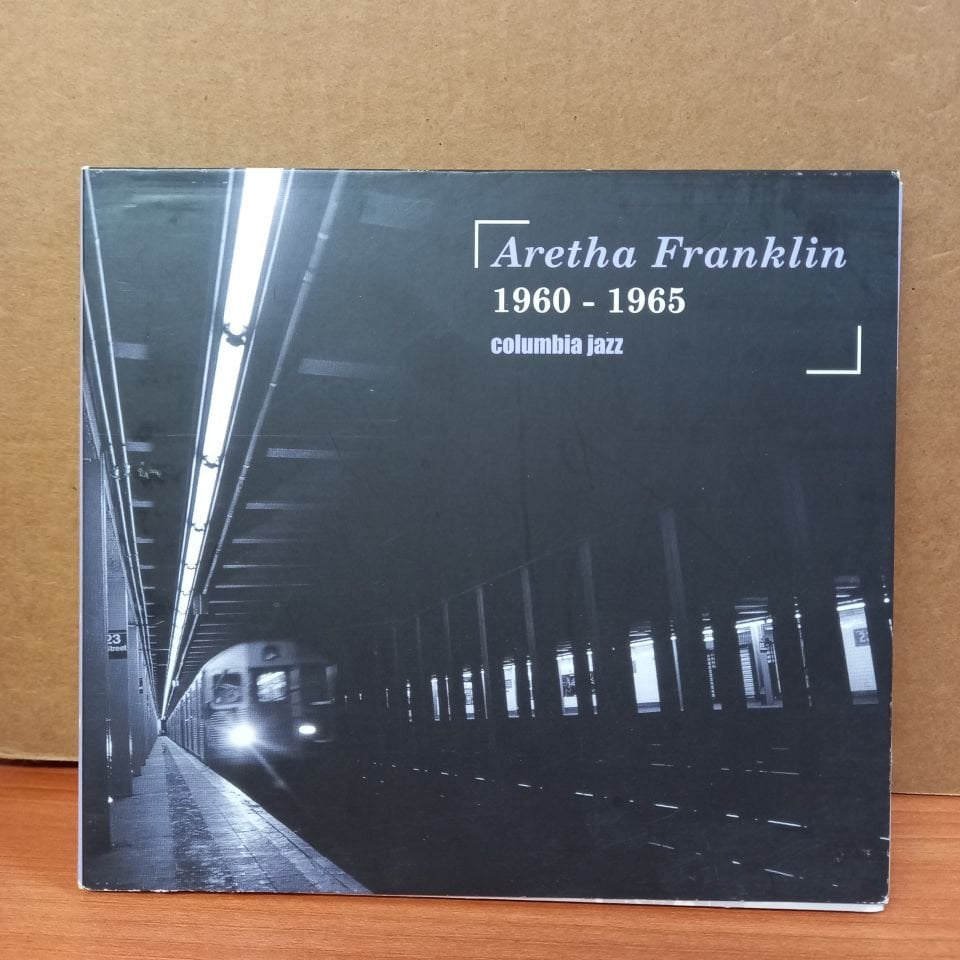 Aretha Franklin
1960 - 1965
columbia jazz
23
Street